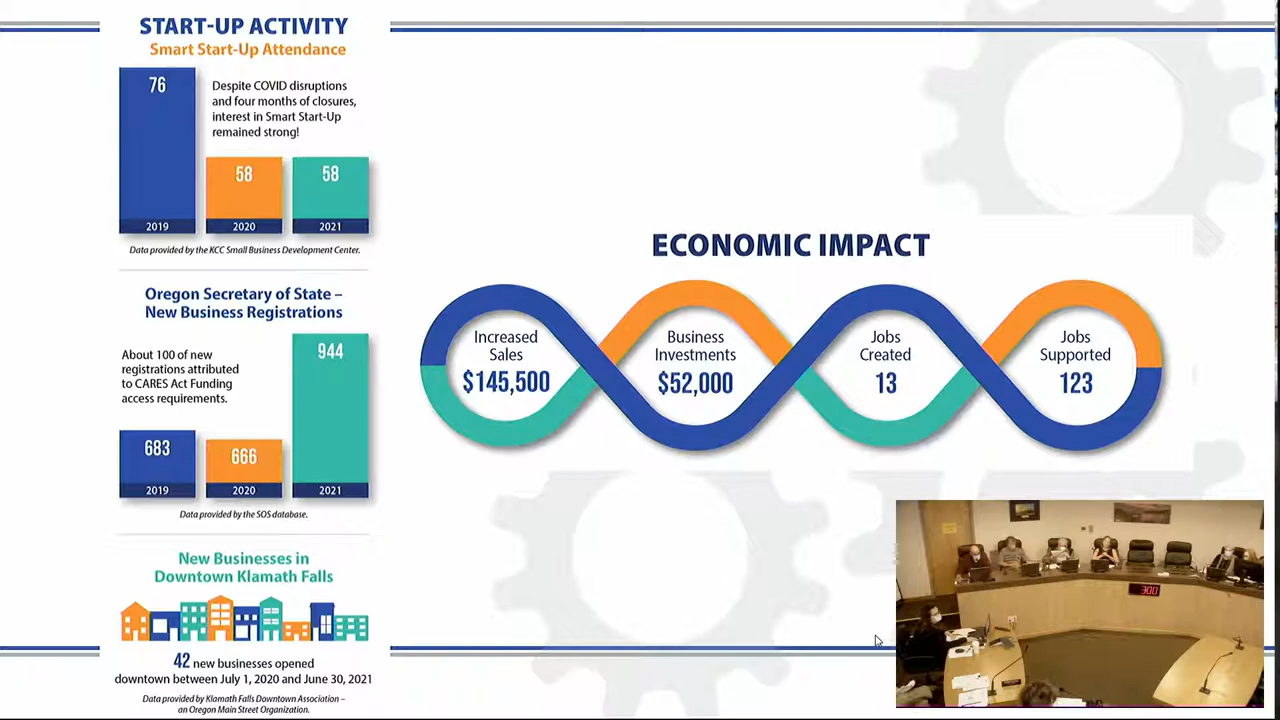 START-UP ACTIVITY
Smart Start-Up Attendance
76
Despite COVID disruptions
and four months of closures,
interest in Smart Start-Up
remained strong!
58
58
2019
2020
2021
Data provided by the KCC Small Business Development Center.
Oregon Secretary of State –
New Business Registrations
About 100 of new
registrations attributed
to CARES Act Funding
access requirements.
944
683
666
2019
2020
2021
Data provided by the SOS database.
New Businesses in
Downtown Klamath Falls
42 new businesses opened
downtown between July 1, 2020 and June 30, 2021
Data provided by Klamath Falls Downtown Association –
an Oregon Main Street Organization.
ECONOMIC IMPACT
Increased
Sales
$145,500
Business
Investments
$52,000
Jobs
Created
13
Jobs
Supported
123
300